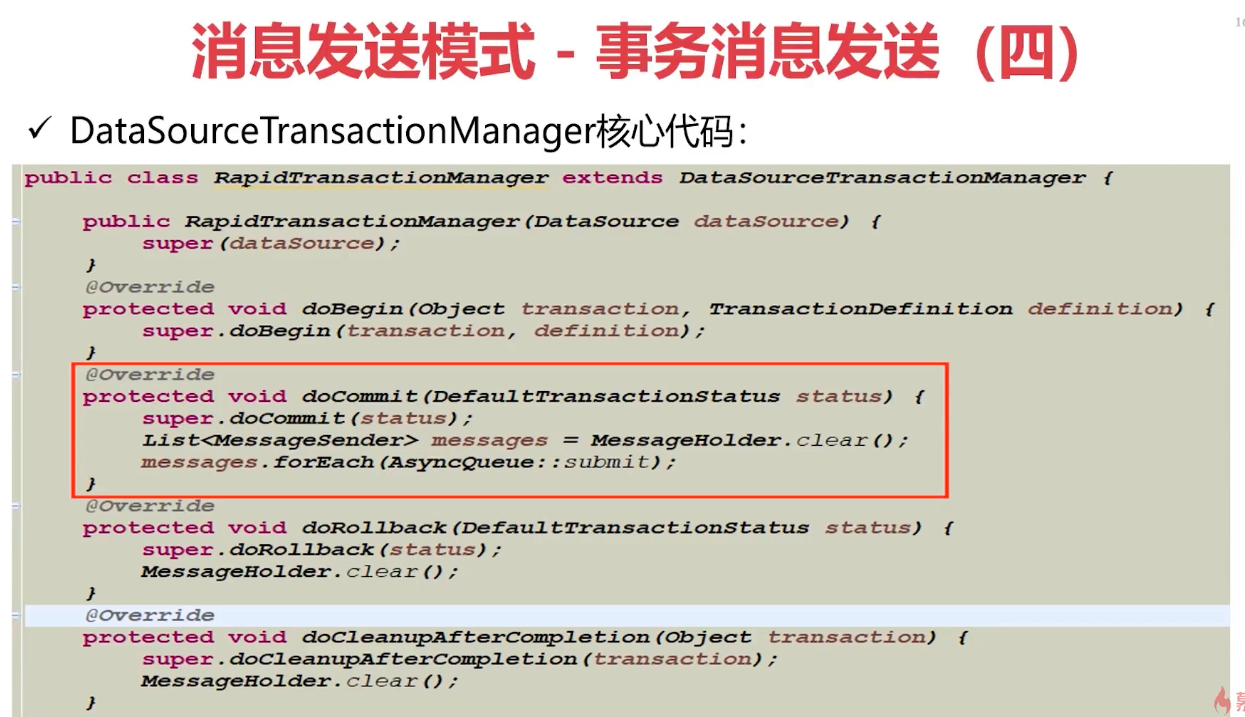 消息发送模式 - 事务消息发送（四）
✓ DataSourceTransactionManager核心代码：
public class RapidTransactionManager extends DataSourceTransactionManager {
public RapidTransactionManager(DataSource dataSource) {
super(dataSource);
}
@Override
protected void doBegin(Object transaction, TransactionDefinition definition) {
super.doBegin(transaction, definition);
}
@Override
protected void doCommit(DefaultTransactionStatus status) {
super.doCommit(status);
List<MessageSender> messages = MessageHolder.clear();
messages.forEach(AsyncQueue::submit);
}
@Override
protected void doRollback(DefaultTransactionStatus status) {
super.doRollback(status);
MessageHolder.clear();
}
@Override
protected void doCleanupAfterCompletion(Object transaction) {
super.doCleanupAfterCompletion(transaction);
MessageHolder.clear();
}